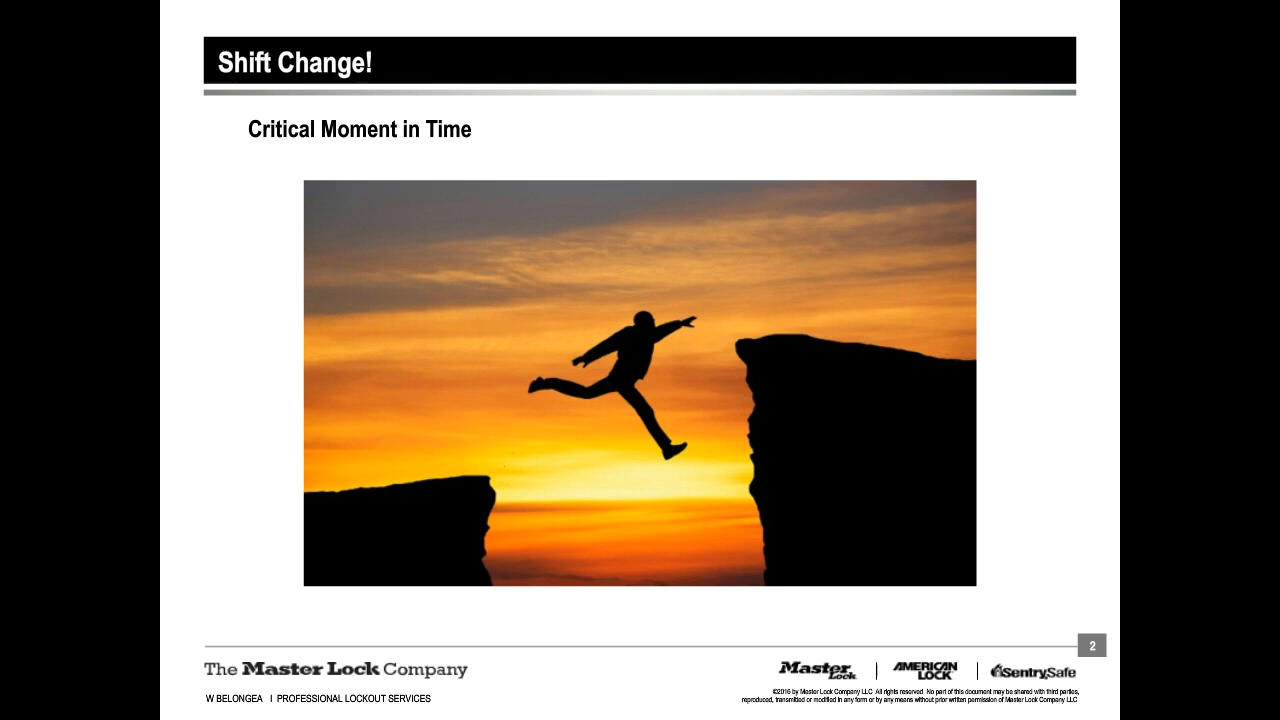 Shift Change!
Critical Moment in Time
2
The Master Lock Company
Master Lock
AMERICAN LOCK
SentrySafe
W BELONGEA I PROFESSIONAL LOCKOUT SERVICES
©2016 by Master Lock Company LLC All rights reserved No part of this document may be shared with third parties,
reproduced, transmitted or modified in any form or by any means without prior written permission of Master Lock Company LLC